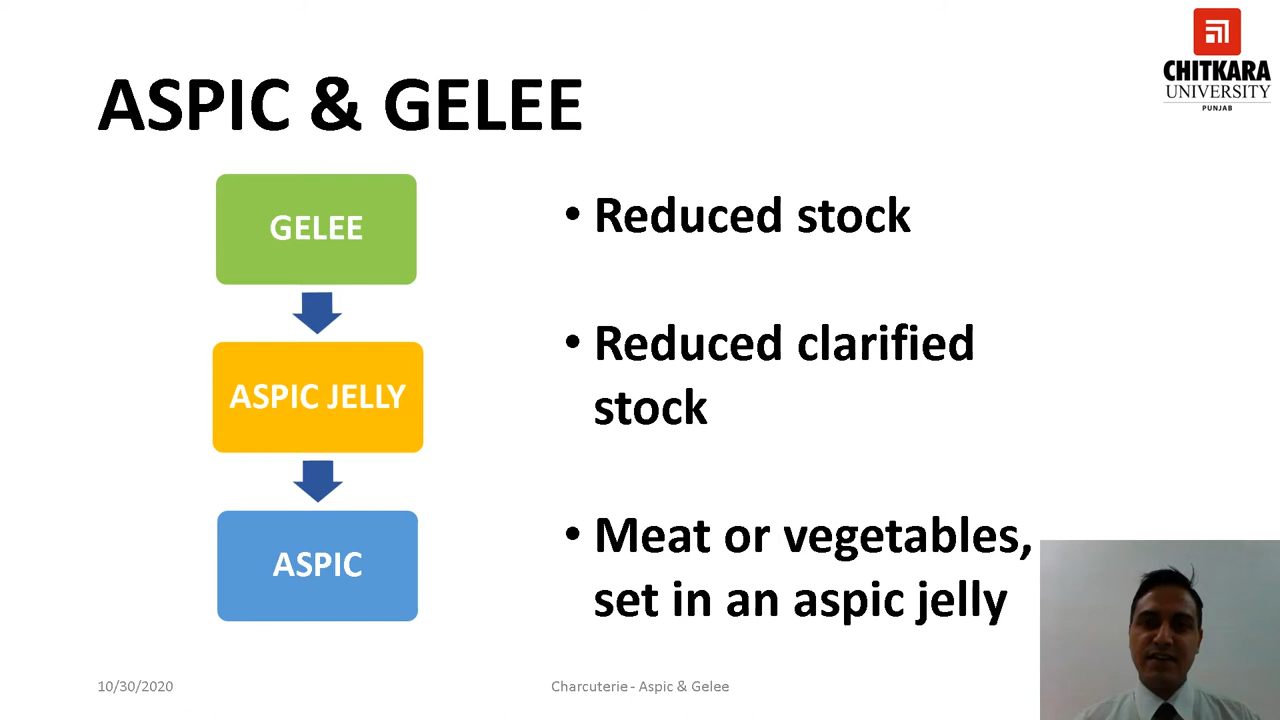 CHITKARA
UNIVERSITY
PUNJAB
ASPIC & GELEE
GELEE
• Reduced stock
ASPIC JELLY
• Reduced clarified
stock
ASPIC
• Meat or vegetables,
set in an aspic jelly
10/30/2020
Charcuterie - Aspic & Gelee